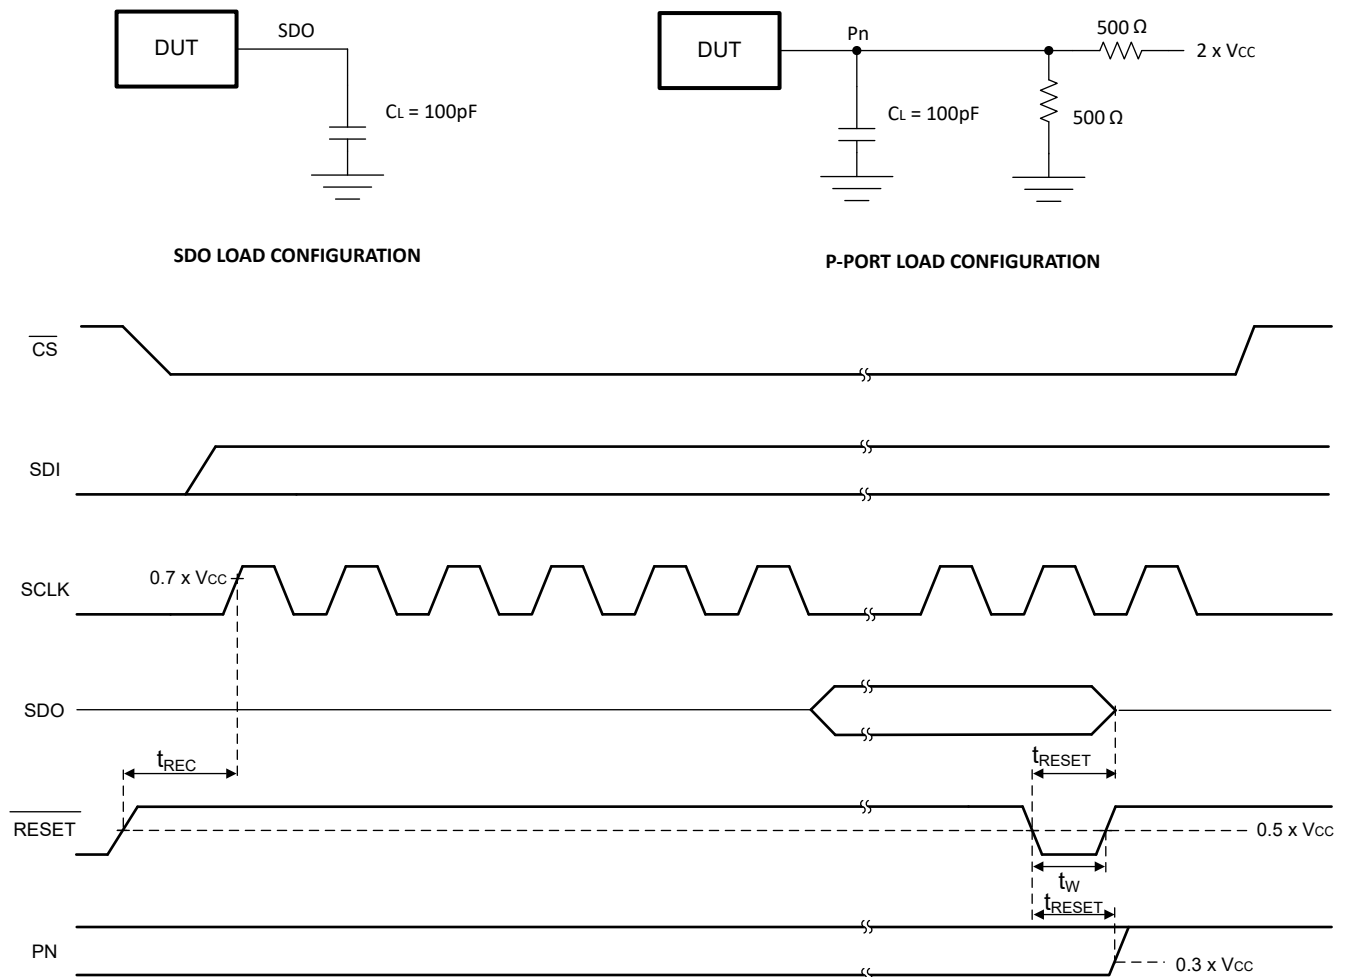 DUT
SDO
CL = 100pF
SDO LOAD CONFIGURATION
DUT
Pn
500 Ω
2 x VCC
CL = 100pF
500 Ω
P-PORT LOAD CONFIGURATION
CS
SDI
SCLK
0.7 x VCC
SDO
tREC
tRESET
RESET
0.5 x VCC
tW
tRESET
PN
0.3 x VCC